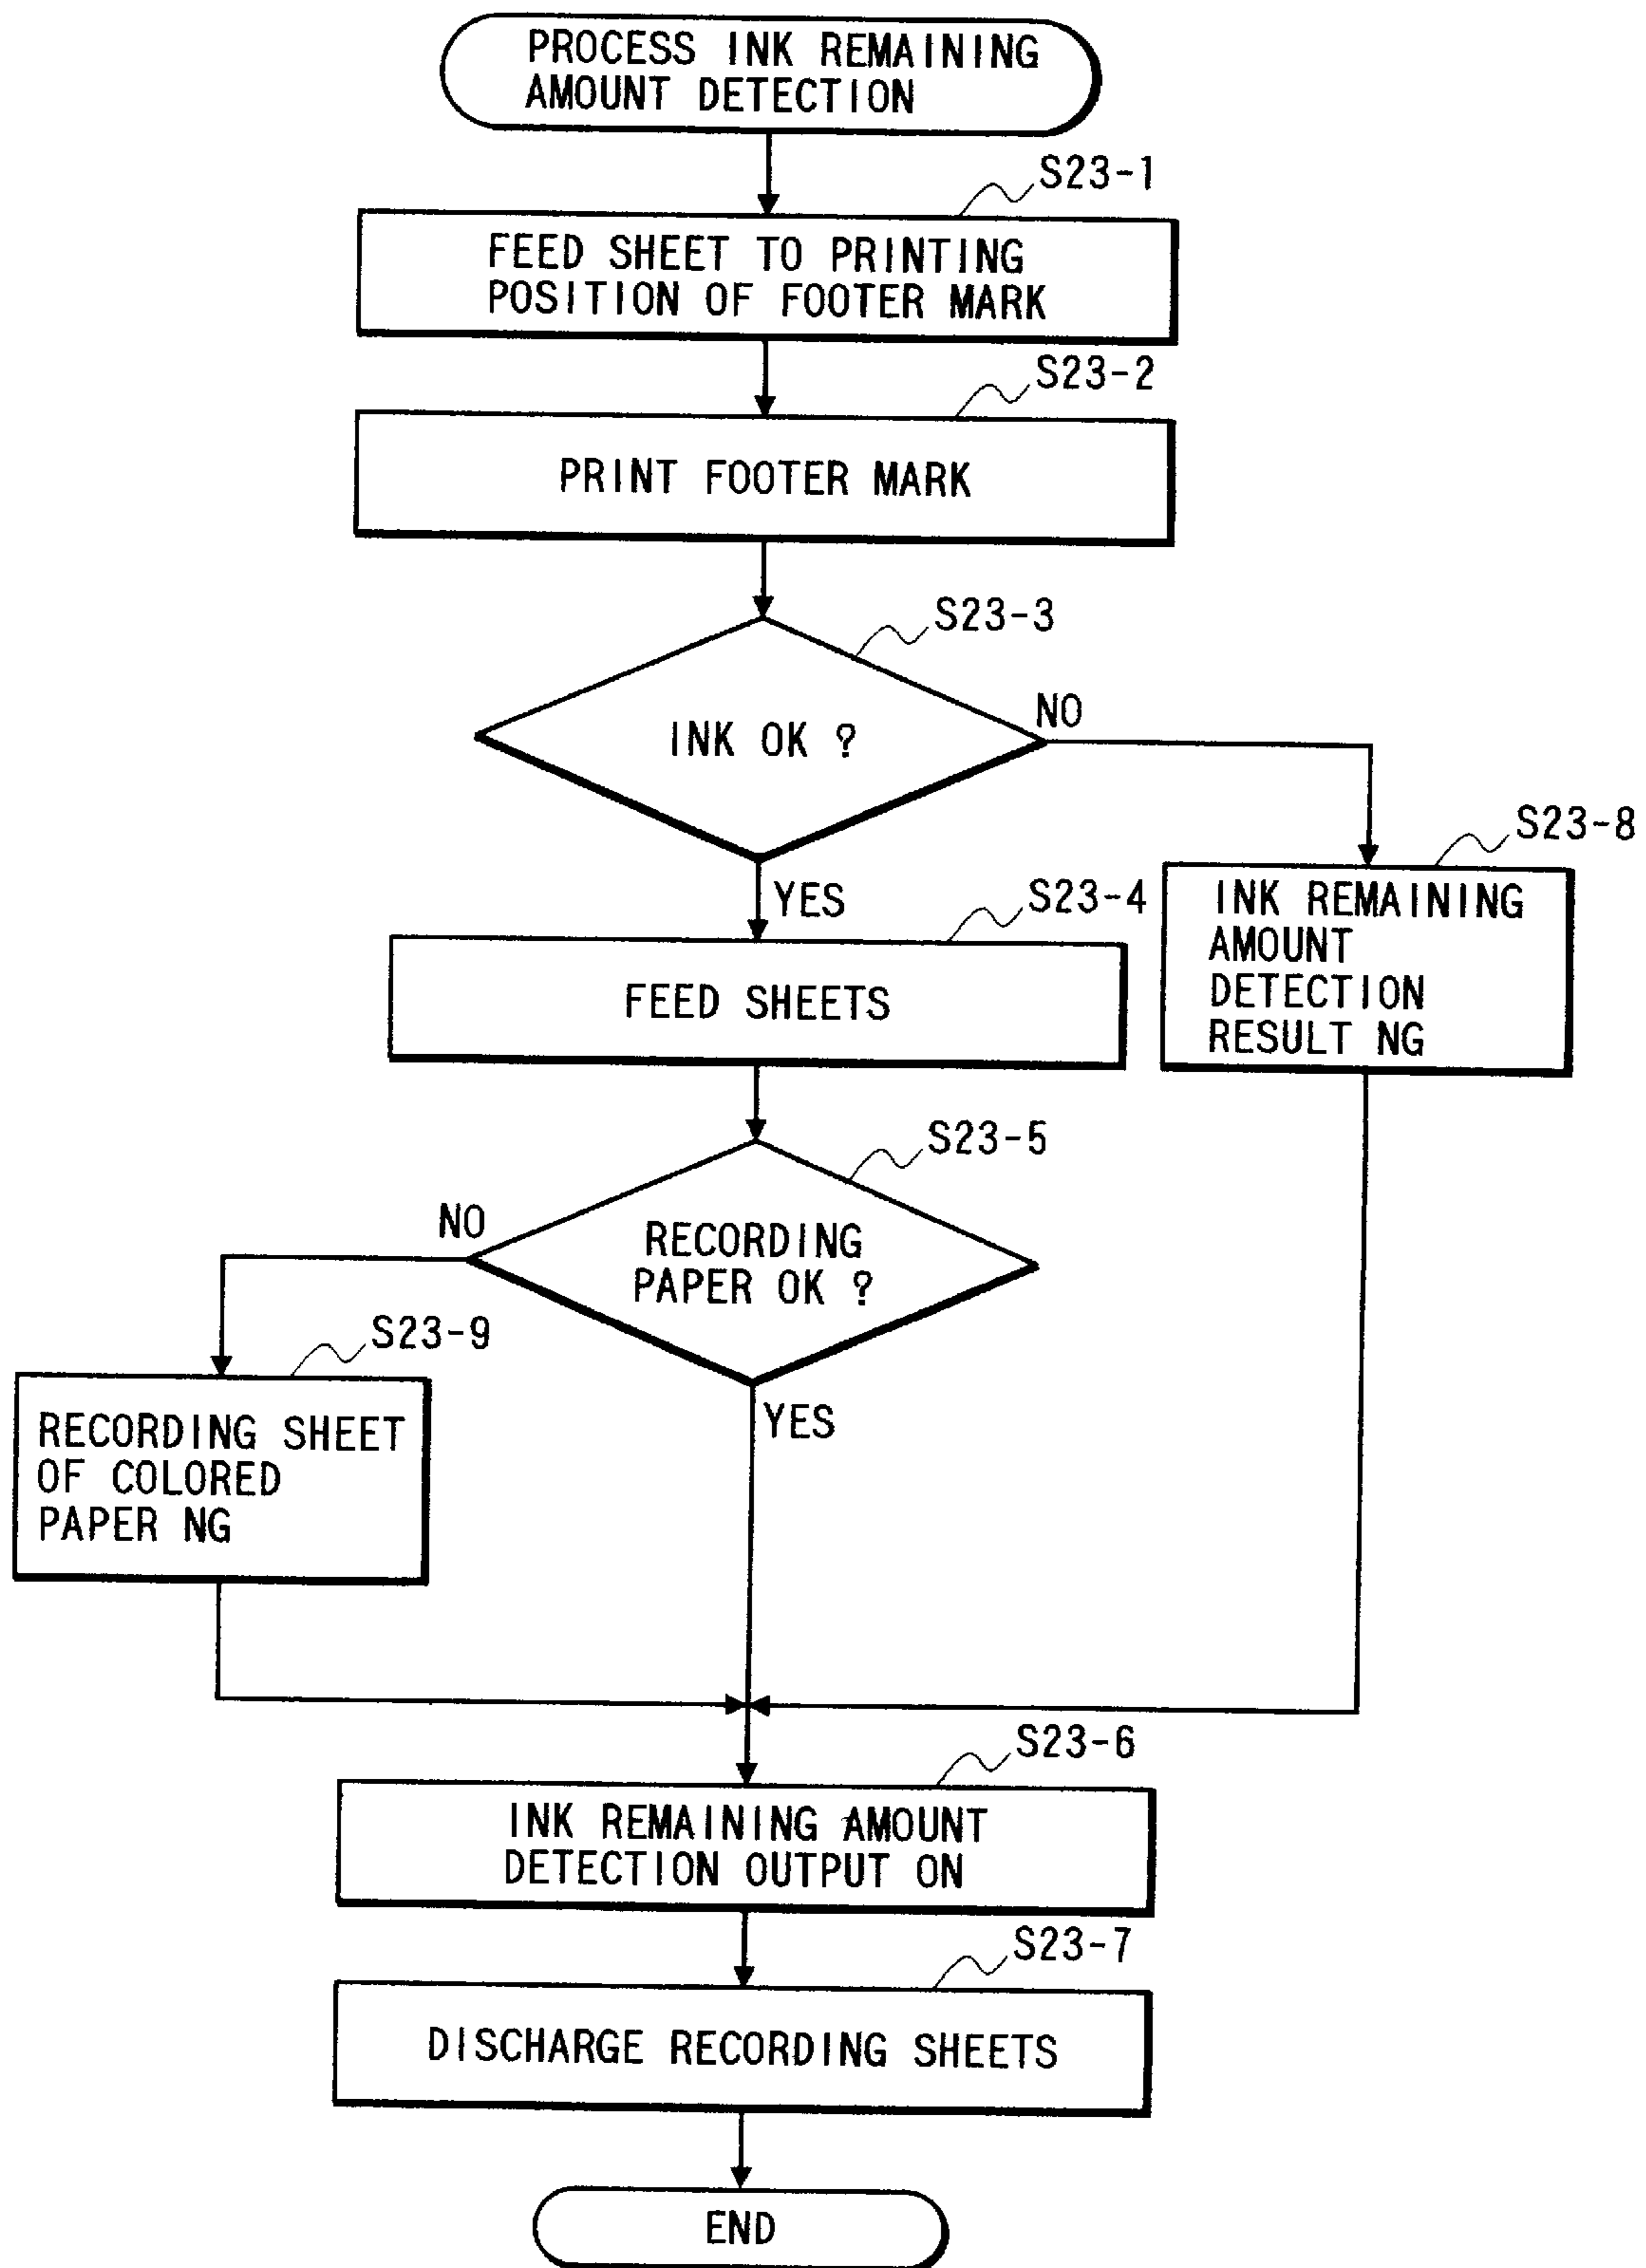 PROCESS INK REMAINING
AMOUNT DETECTION
S23-1
FEED SHEET TO PRINTING
POSITION OF FOOTER MARK
S23-2
PRINT FOOTER MARK
S23-3
INK OK ?
NO
YES
S23-8
INK REMAINING
AMOUNT
DETECTION
RESULT NG
S23-4
FEED SHEETS
S23-5
RECORDING
PAPER OK ?
NO
YES
S23-9
RECORDING SHEET
OF COLORED
PAPER NG
S23-6
INK REMAINING AMOUNT
DETECTION OUTPUT ON
S23-7
DISCHARGE RECORDING SHEETS
END